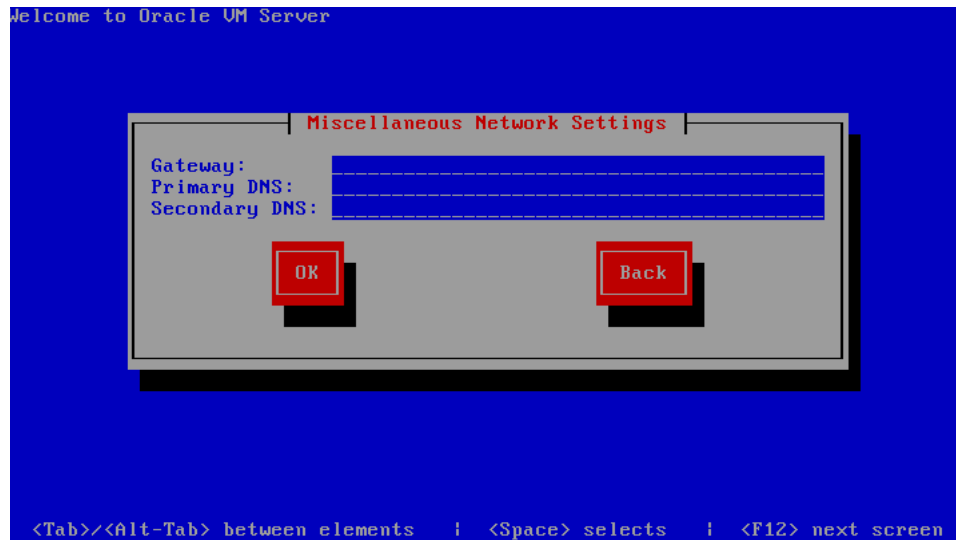 Welcome to Oracle VM Server
Miscellaneous Network Settings
Gateway:
Primary DNS:
Secondary DNS:
OK Back
<Tab>/<Alt-Tab> between elements | <Space> selects | <F12> next screen